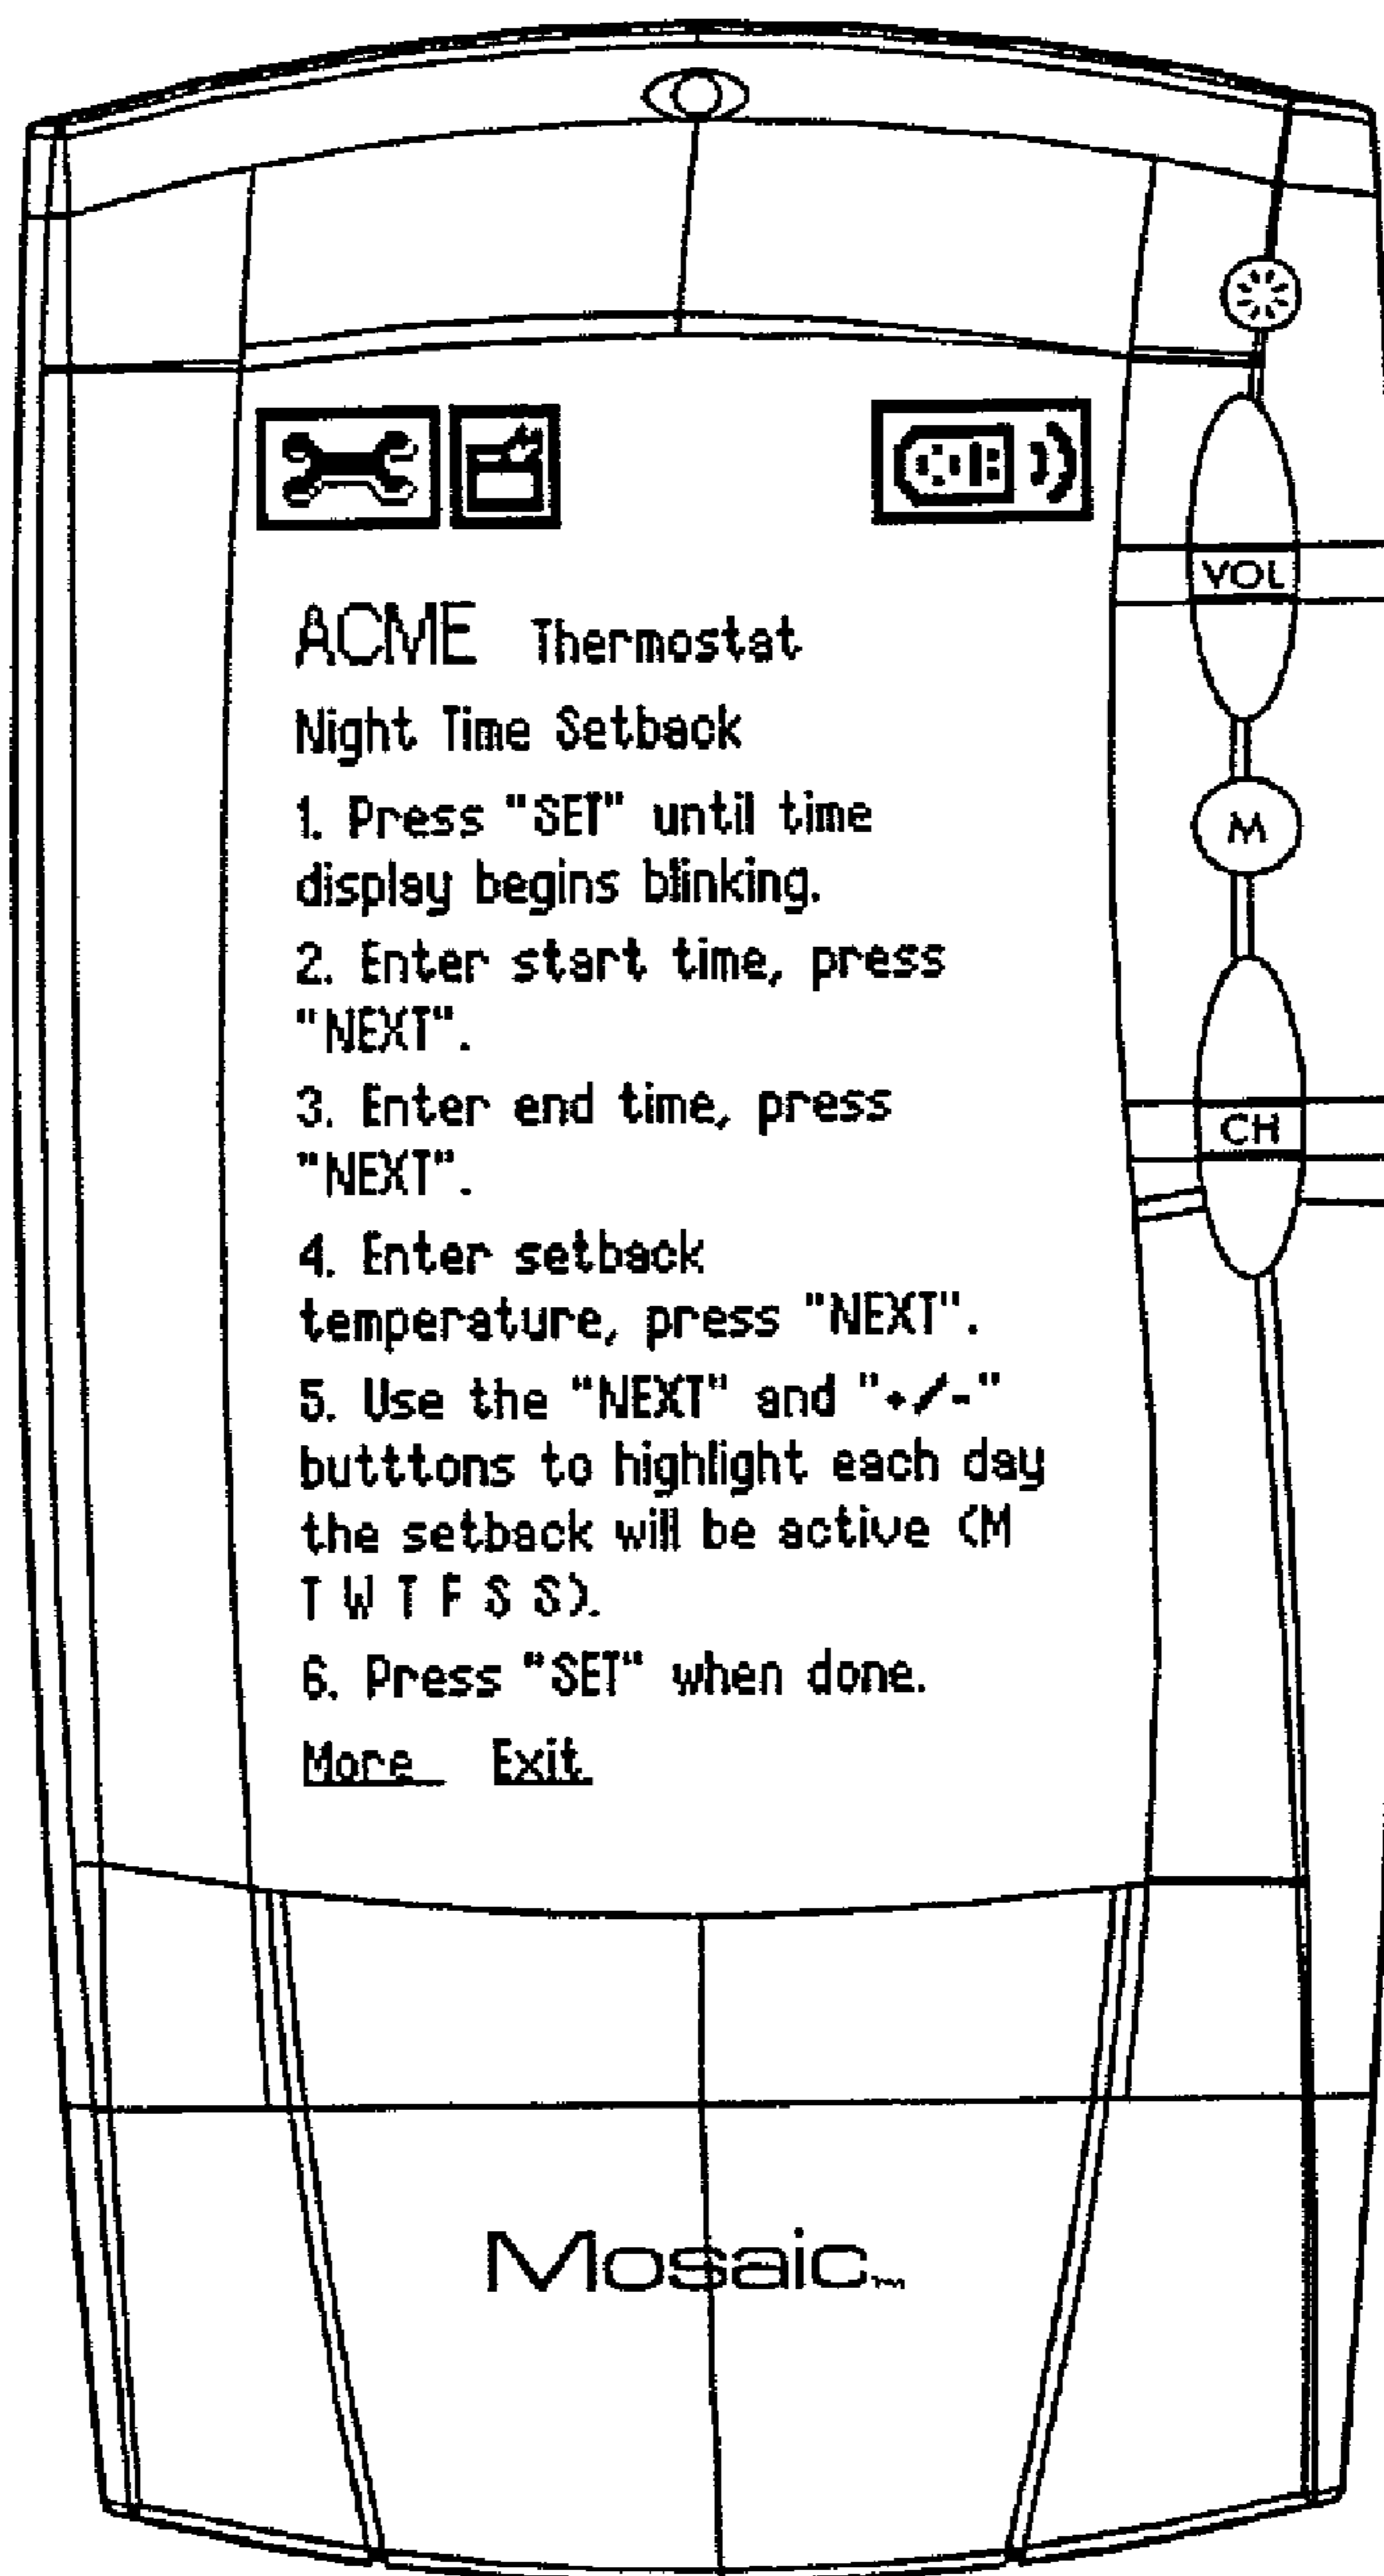 VOL
ACME Thermostat
Night Time Setback
1. Press "SET" until time
display begins blinking.
M
2. Enter start time, press
"NEXT".
3. Enter end time, press
"NEXT".
CH
4. Enter setback
temperature, press "NEXT".
5. Use the "NEXT" and "+/-"
butttons to highlight each day
the setback will be active (M
T W T F S S).
6. Press "SET" when done.
More Exit
Mosaic™